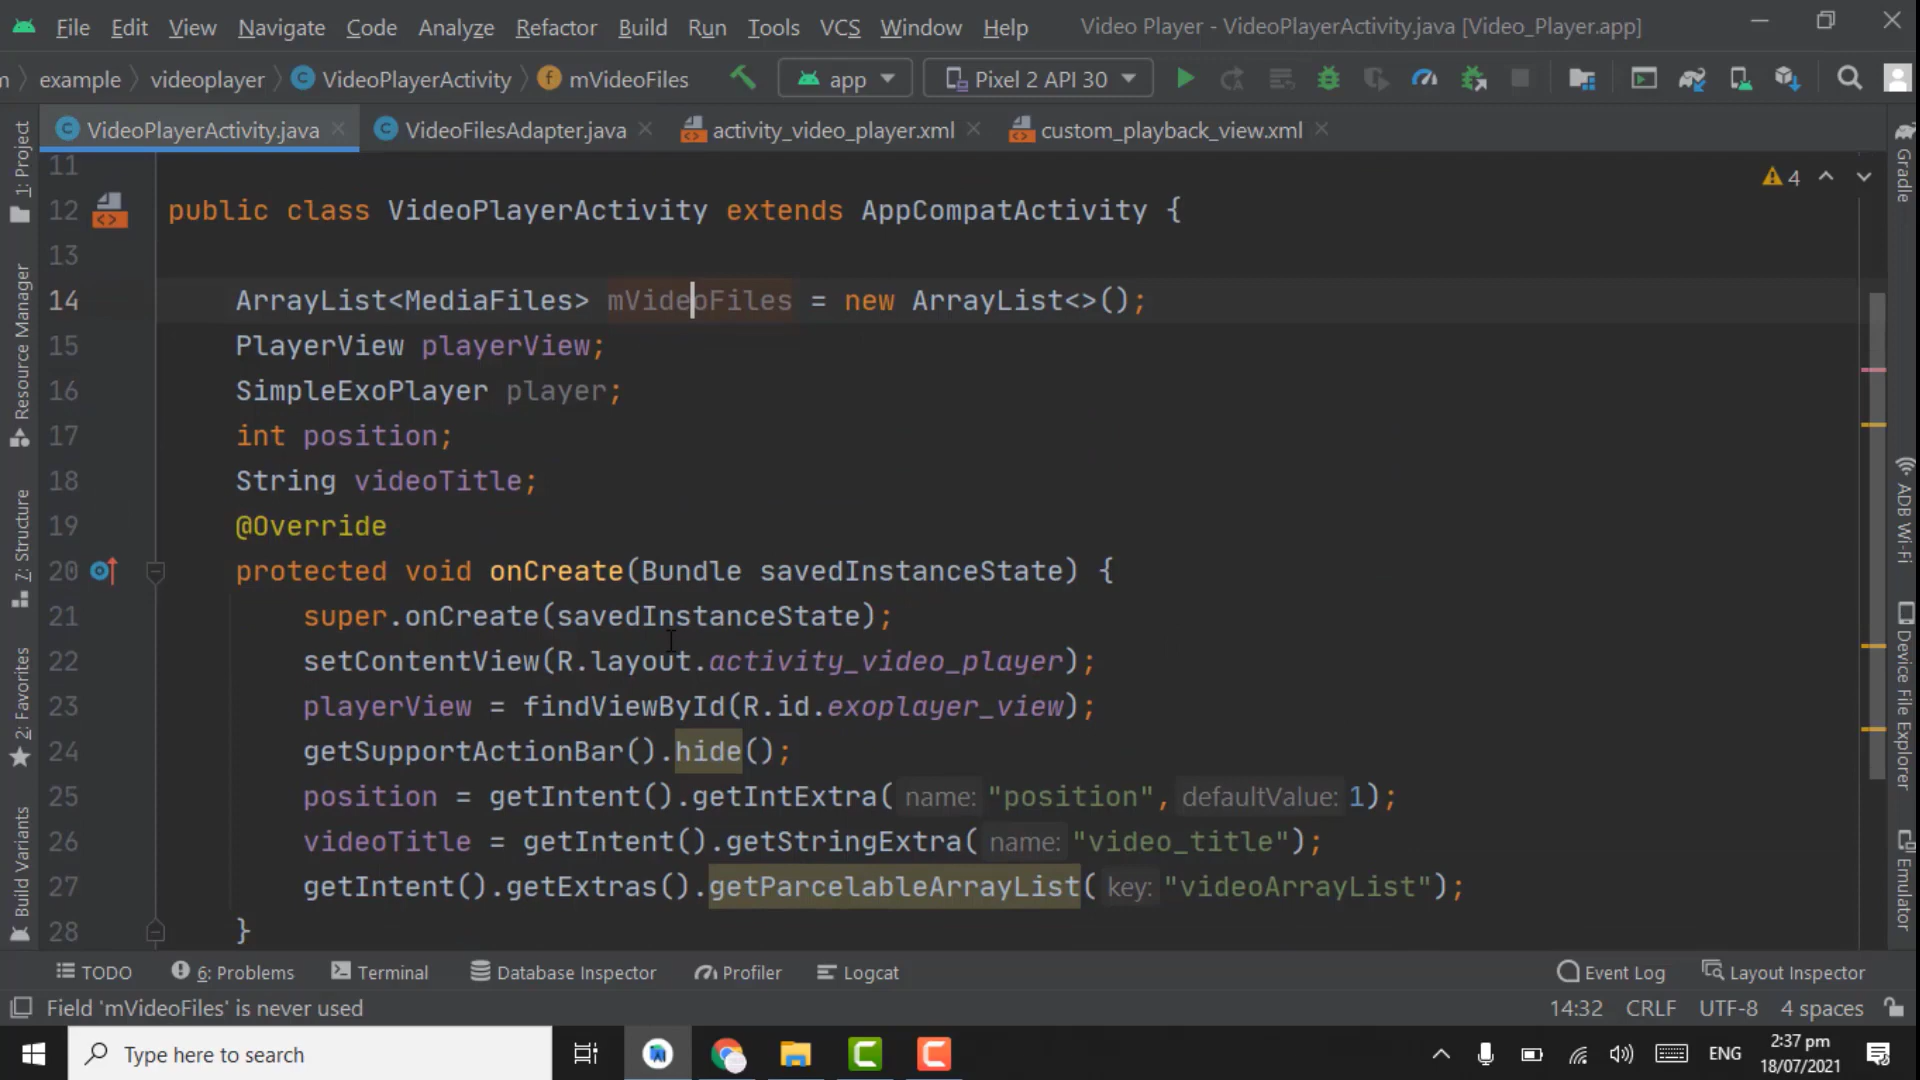 File Edit View Navigate Code Analyze Refactor Build Run Tools VCS Window Help Video Player - VideoPlayerActivity.java [Video_Player.app]
example videoplayer VideoPlayerActivity mVideoFiles app Pixel 2 API 30
VideoPlayerActivity.java VideoFilesAdapter.java activity_video_player.xml custom_playback_view.xml
11
12 public class VideoPlayerActivity extends AppCompatActivity {
4
13
14 ArrayList<MediaFiles> mVideoFiles = new ArrayList<>();
15 PlayerView playerView;
16 SimpleExoPlayer player;
17 int position;
18 String videoTitle;
19 @Override
20 protected void onCreate(Bundle savedInstanceState) {
21 super.onCreate(savedInstanceState);
22 setContentView(R.layout.activity_video_player);
23 playerView = findViewById(R.id.exoplayer_view);
24 getSupportActionBar().hide();
25 position = getIntent().getIntExtra( name: "position", defaultValue: 1);
26 videoTitle = getIntent().getStringExtra( name: "video_title");
27 getIntent().getExtras().getParcelableArrayList( key: "videoArrayList");
28 }
1: Project
Resource Manager
7: Structure
2: Favorites
Build Variants
Gradle
ADB Wi-Fi
Device File Explorer
Emulator
TODO 6: Problems Terminal Database Inspector Profiler Logcat Event Log Layout Inspector
Field 'mVideoFiles' is never used 14:32 CRLF UTF-8 4 spaces
Type here to search ENG 2:37 pm
18/07/2021